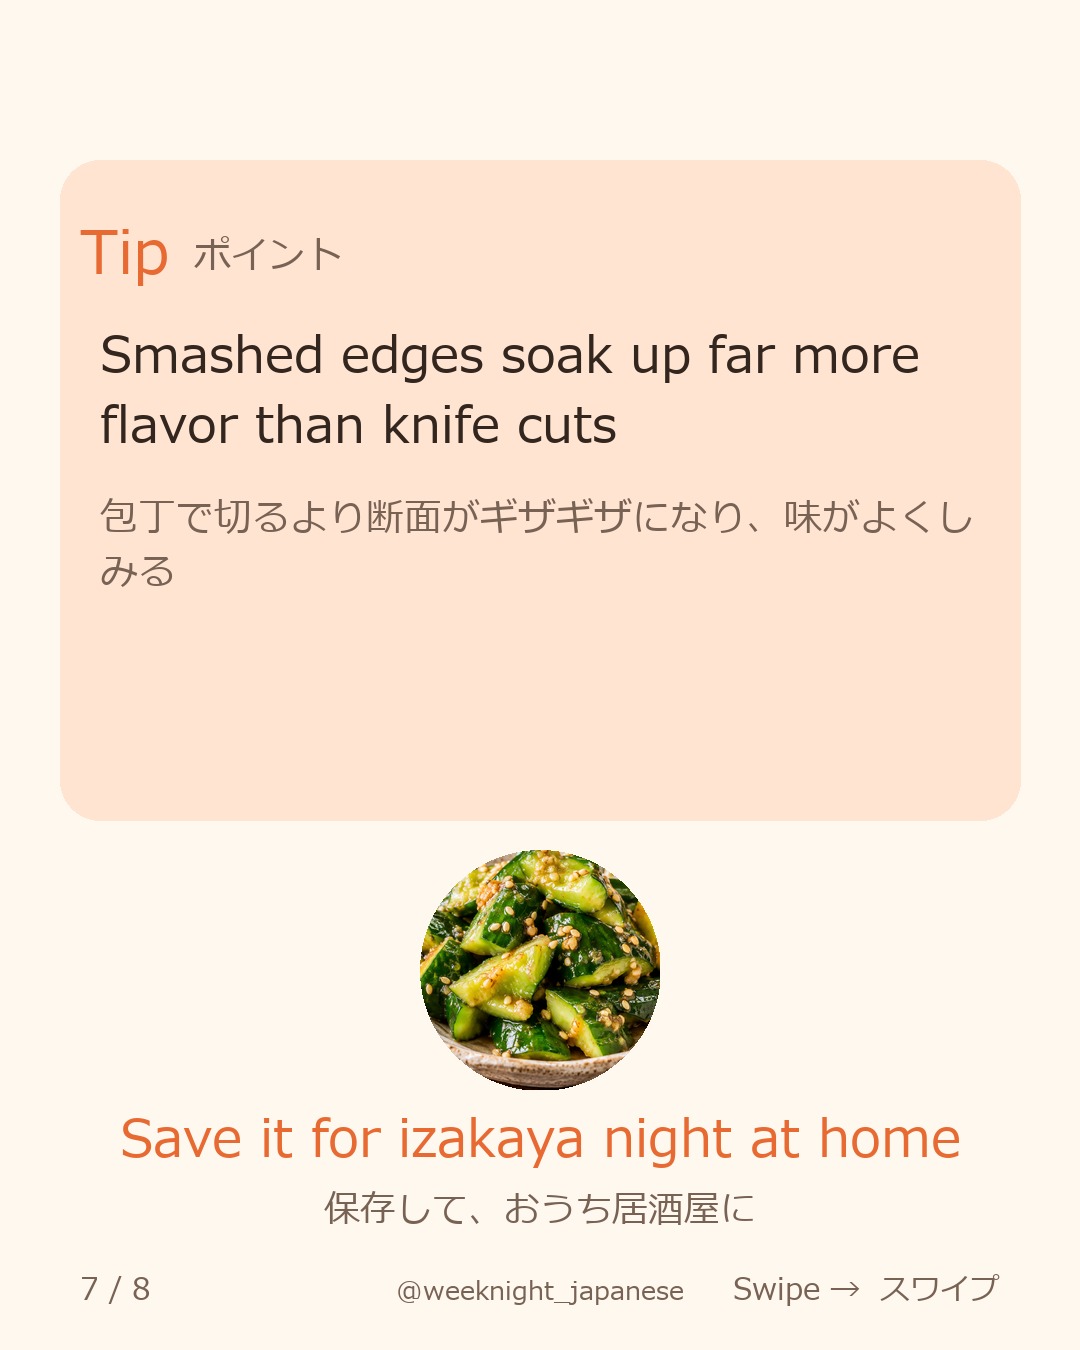 Tip ポイント
Smashed edges soak up far more
flavor than knife cuts
包丁で切るより断面がギザギザになり、味がよくし
みる
Save it for izakaya night at home
保存して、おうち居酒屋に
7 / 8 @weeknight_japanese Swipe → スワイプ